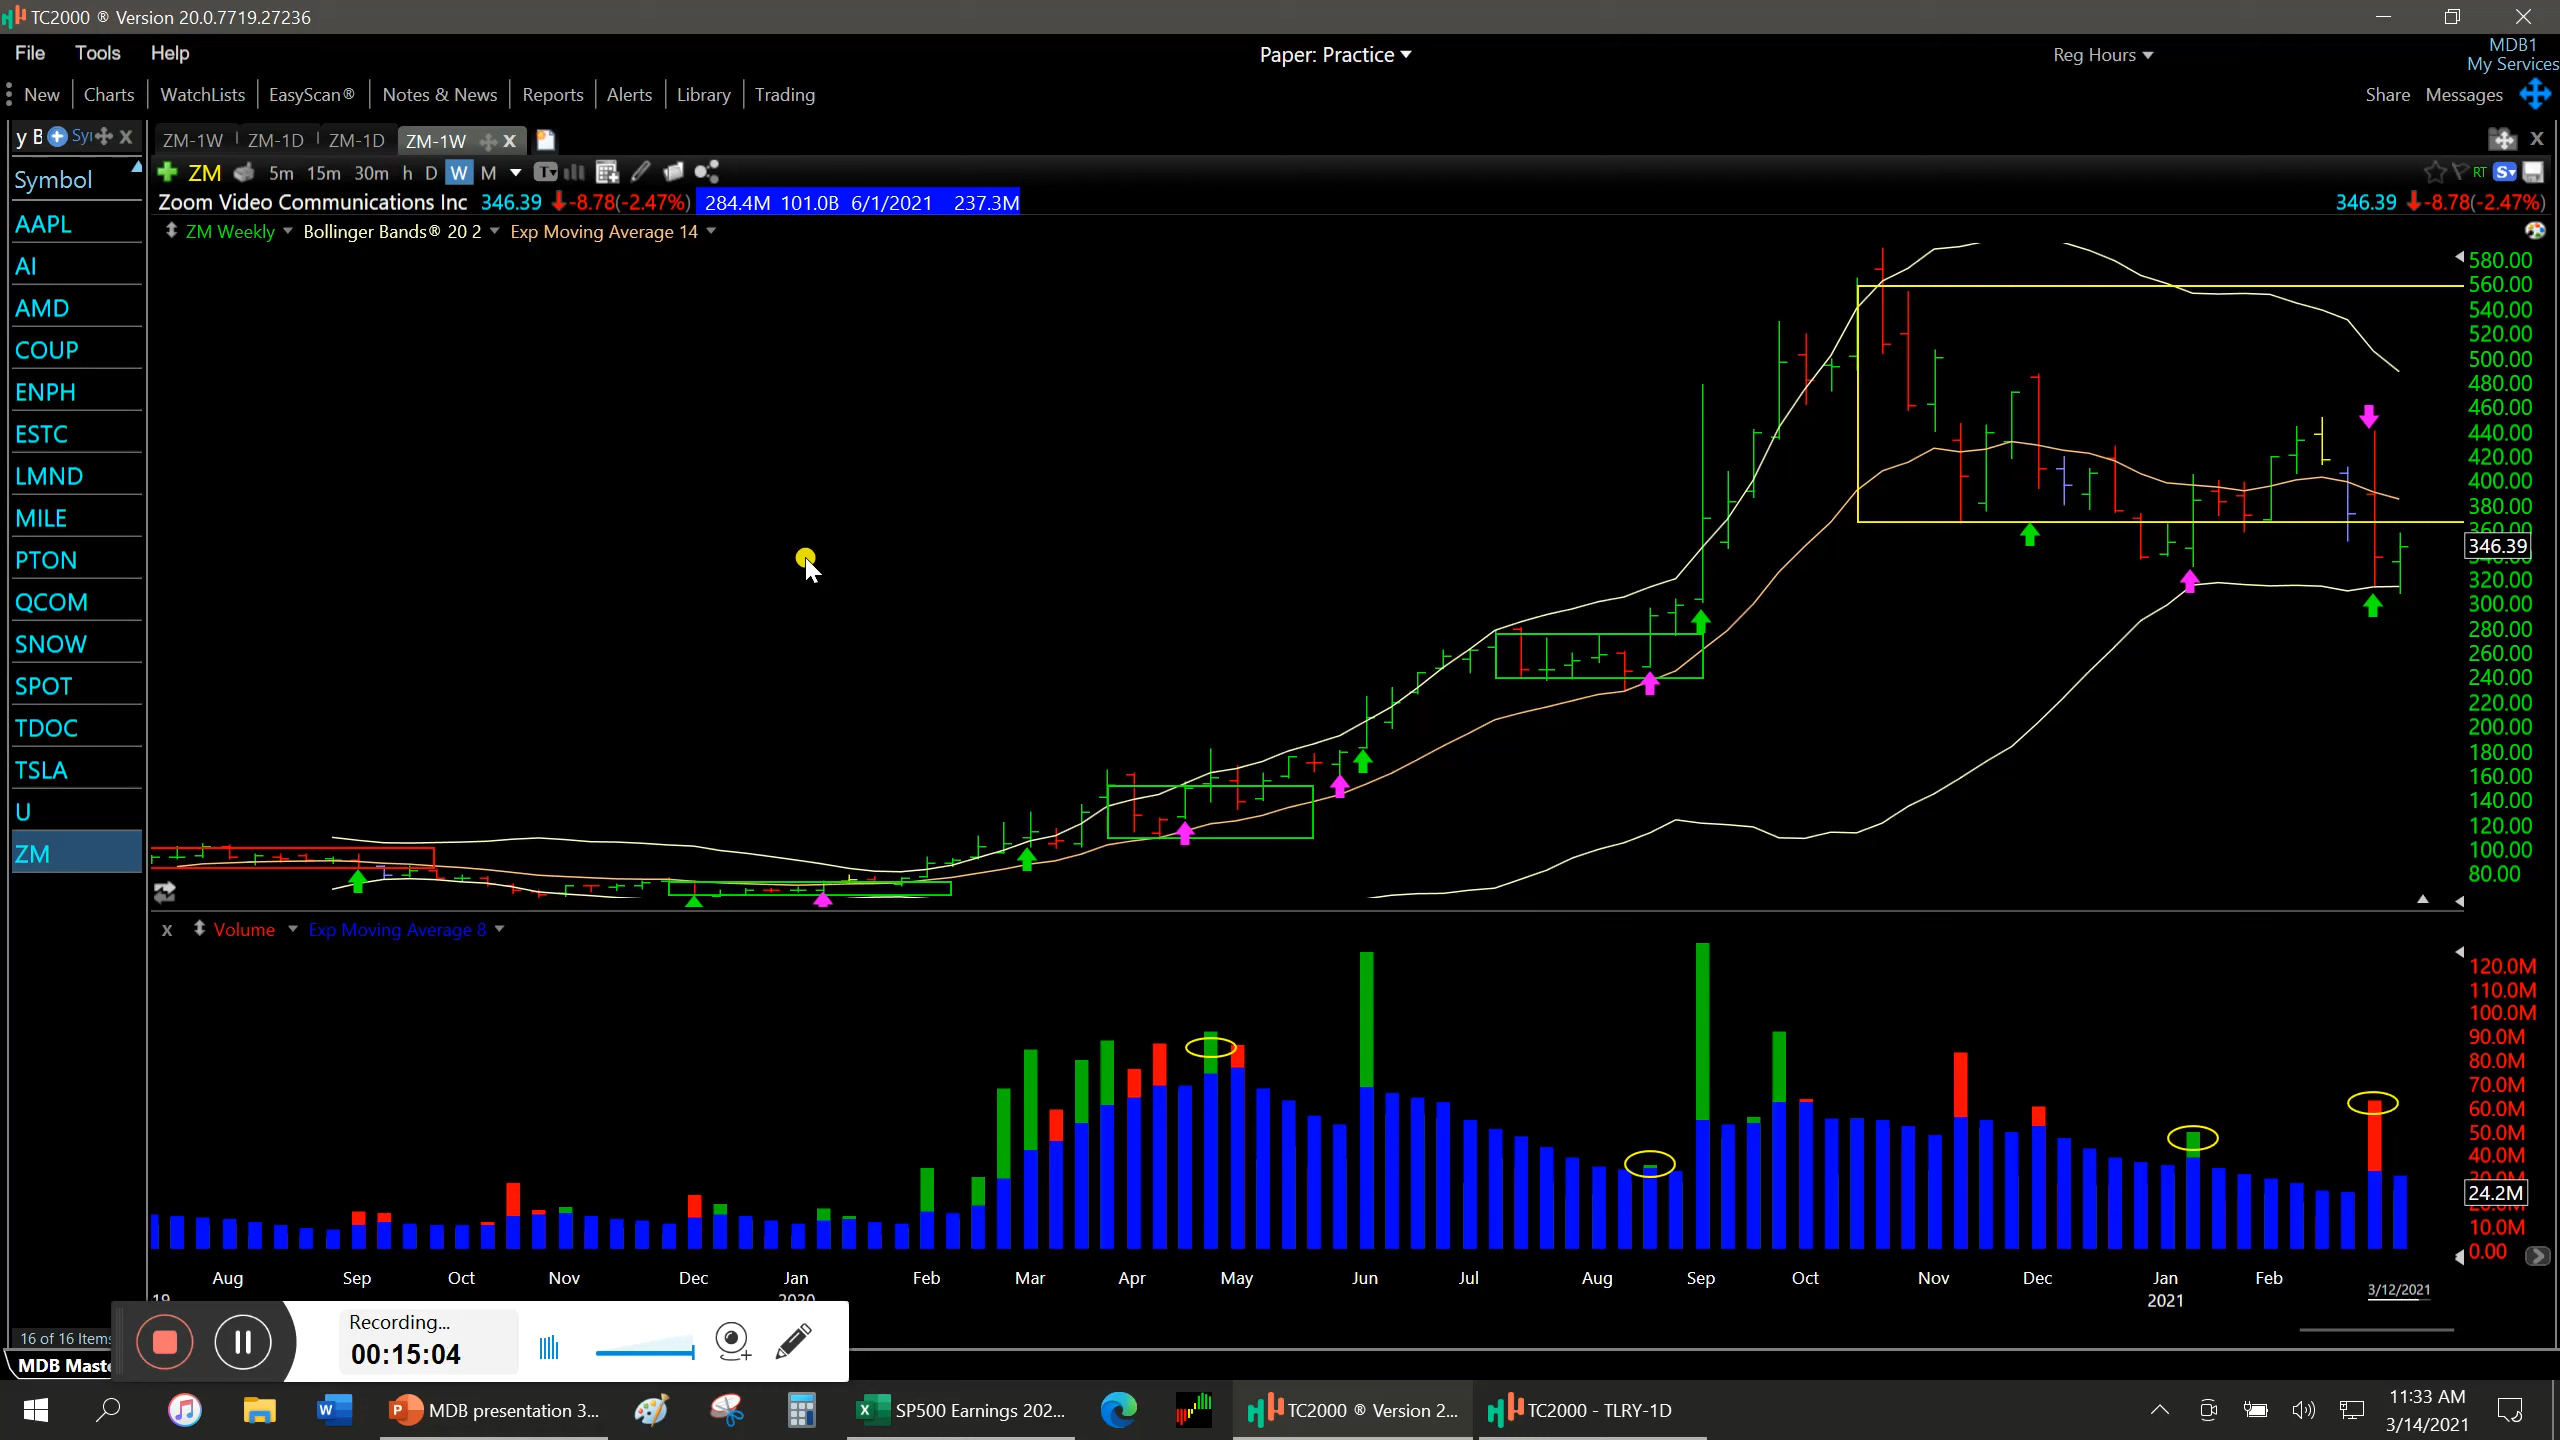 TC2000 ® Version 20.0.7719.27236
File Tools Help
Paper: Practice
Reg Hours
MDB1
My Services
New Charts WatchLists EasyScan® Notes & News Reports Alerts Library Trading
Share Messages
y B Syı
ZM-1W ZM-1D ZM-1D ZM-1W
ZM 5m 15m 30m h D W M
RT S
Zoom Video Communications Inc 346.39 -8.78(-2.47%) 284.4M 101.0B 6/1/2021 237.3M
346.39 -8.78(-2.47%)
ZM Weekly Bollinger Bands® 20 2 Exp Moving Average 14
Symbol
AAPL
AI
AMD
COUP
ENPH
ESTC
LMND
MILE
PTON
QCOM
SNOW
SPOT
TDOC
TSLA
U
ZM
580.00
560.00
540.00
520.00
500.00
480.00
460.00
440.00
420.00
400.00
380.00
360.00
346.39
320.00
300.00
280.00
260.00
240.00
220.00
200.00
180.00
160.00
140.00
120.00
100.00
80.00
Volume Exp Moving Average 8
120.0M
110.0M
100.0M
90.0M
80.0M
70.0M
60.0M
50.0M
40.0M
24.2M
10.0M
0.00
Aug Sep Oct Nov Dec Jan Feb Mar Apr May Jun Jul Aug Sep Oct Nov Dec Jan Feb
3/12/2021
19 2020 2021
16 of 16 Items
MDB Maste
Recording...
00:15:04
MDB presentation 3...
SP500 Earnings 202...
TC2000 ® Version 2...
TC2000 - TLRY-1D
11:33 AM
3/14/2021